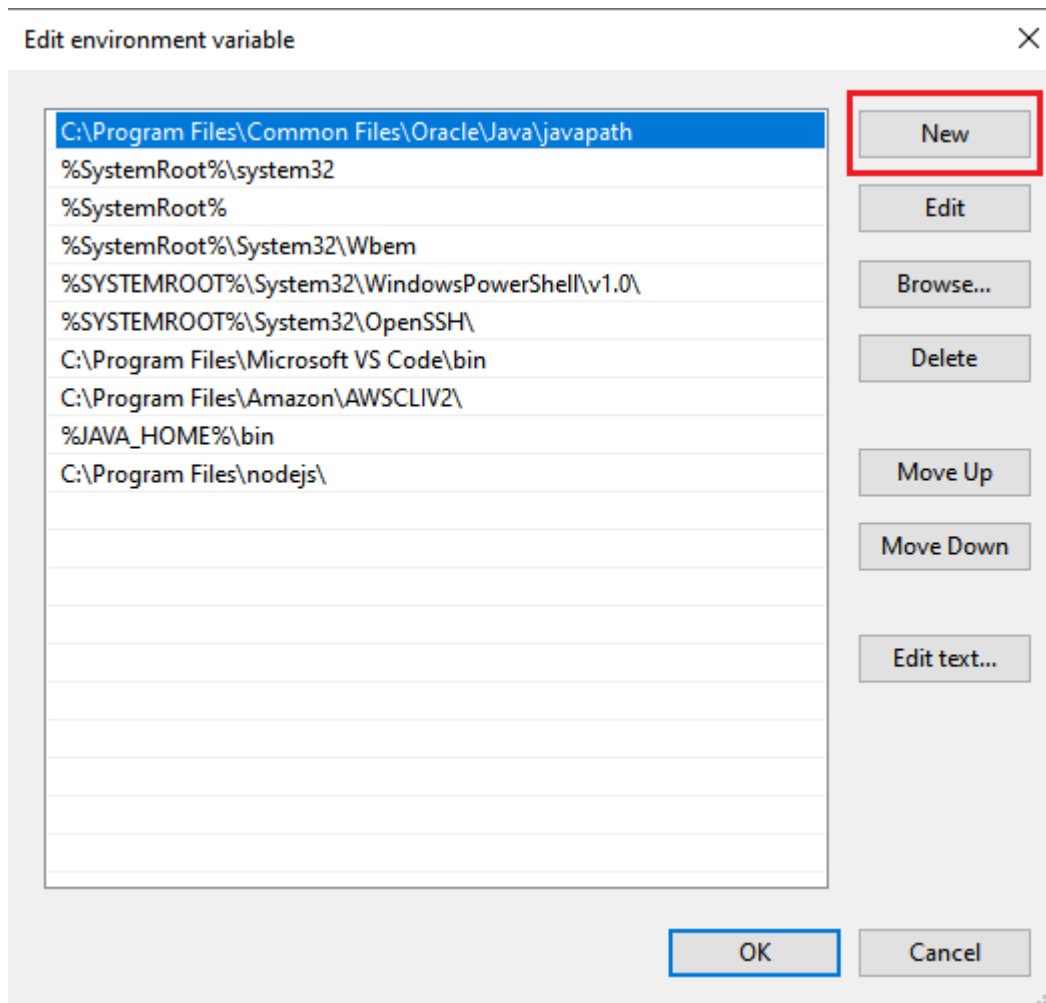 Edit environment variable
C:\Program Files\Common Files\Oracle\Java\javapath
%SystemRoot%\system32
%SystemRoot%
%SystemRoot%\System32\Wbem
%SYSTEMROOT%\System32\WindowsPowerShell\v1.0\
%SYSTEMROOT%\System32\OpenSSH\
C:\Program Files\Microsoft VS Code\bin
C:\Program Files\Amazon\AWSCLIV2\
%JAVA_HOME%\bin
C:\Program Files\nodejs\
New
Edit
Browse...
Delete
Move Up
Move Down
Edit text...
OK
Cancel